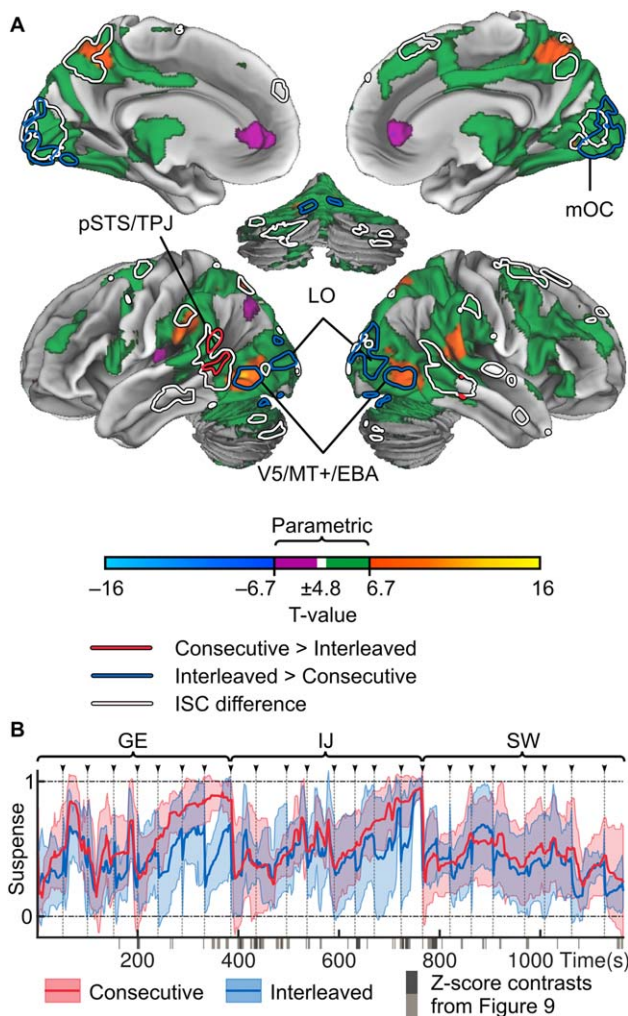 A
mOC
pSTS/TPJ
LO
V5/MT+/EBA
Parametric
–16 –6.7 ±4.8 6.7 16
T-value
Consecutive > Interleaved
Interleaved > Consecutive
ISC difference
B
GE IJ SW
1
Suspense
0
200 400 600 800 1000 Time(s)
Consecutive Interleaved Z-score contrasts
from Figure 9